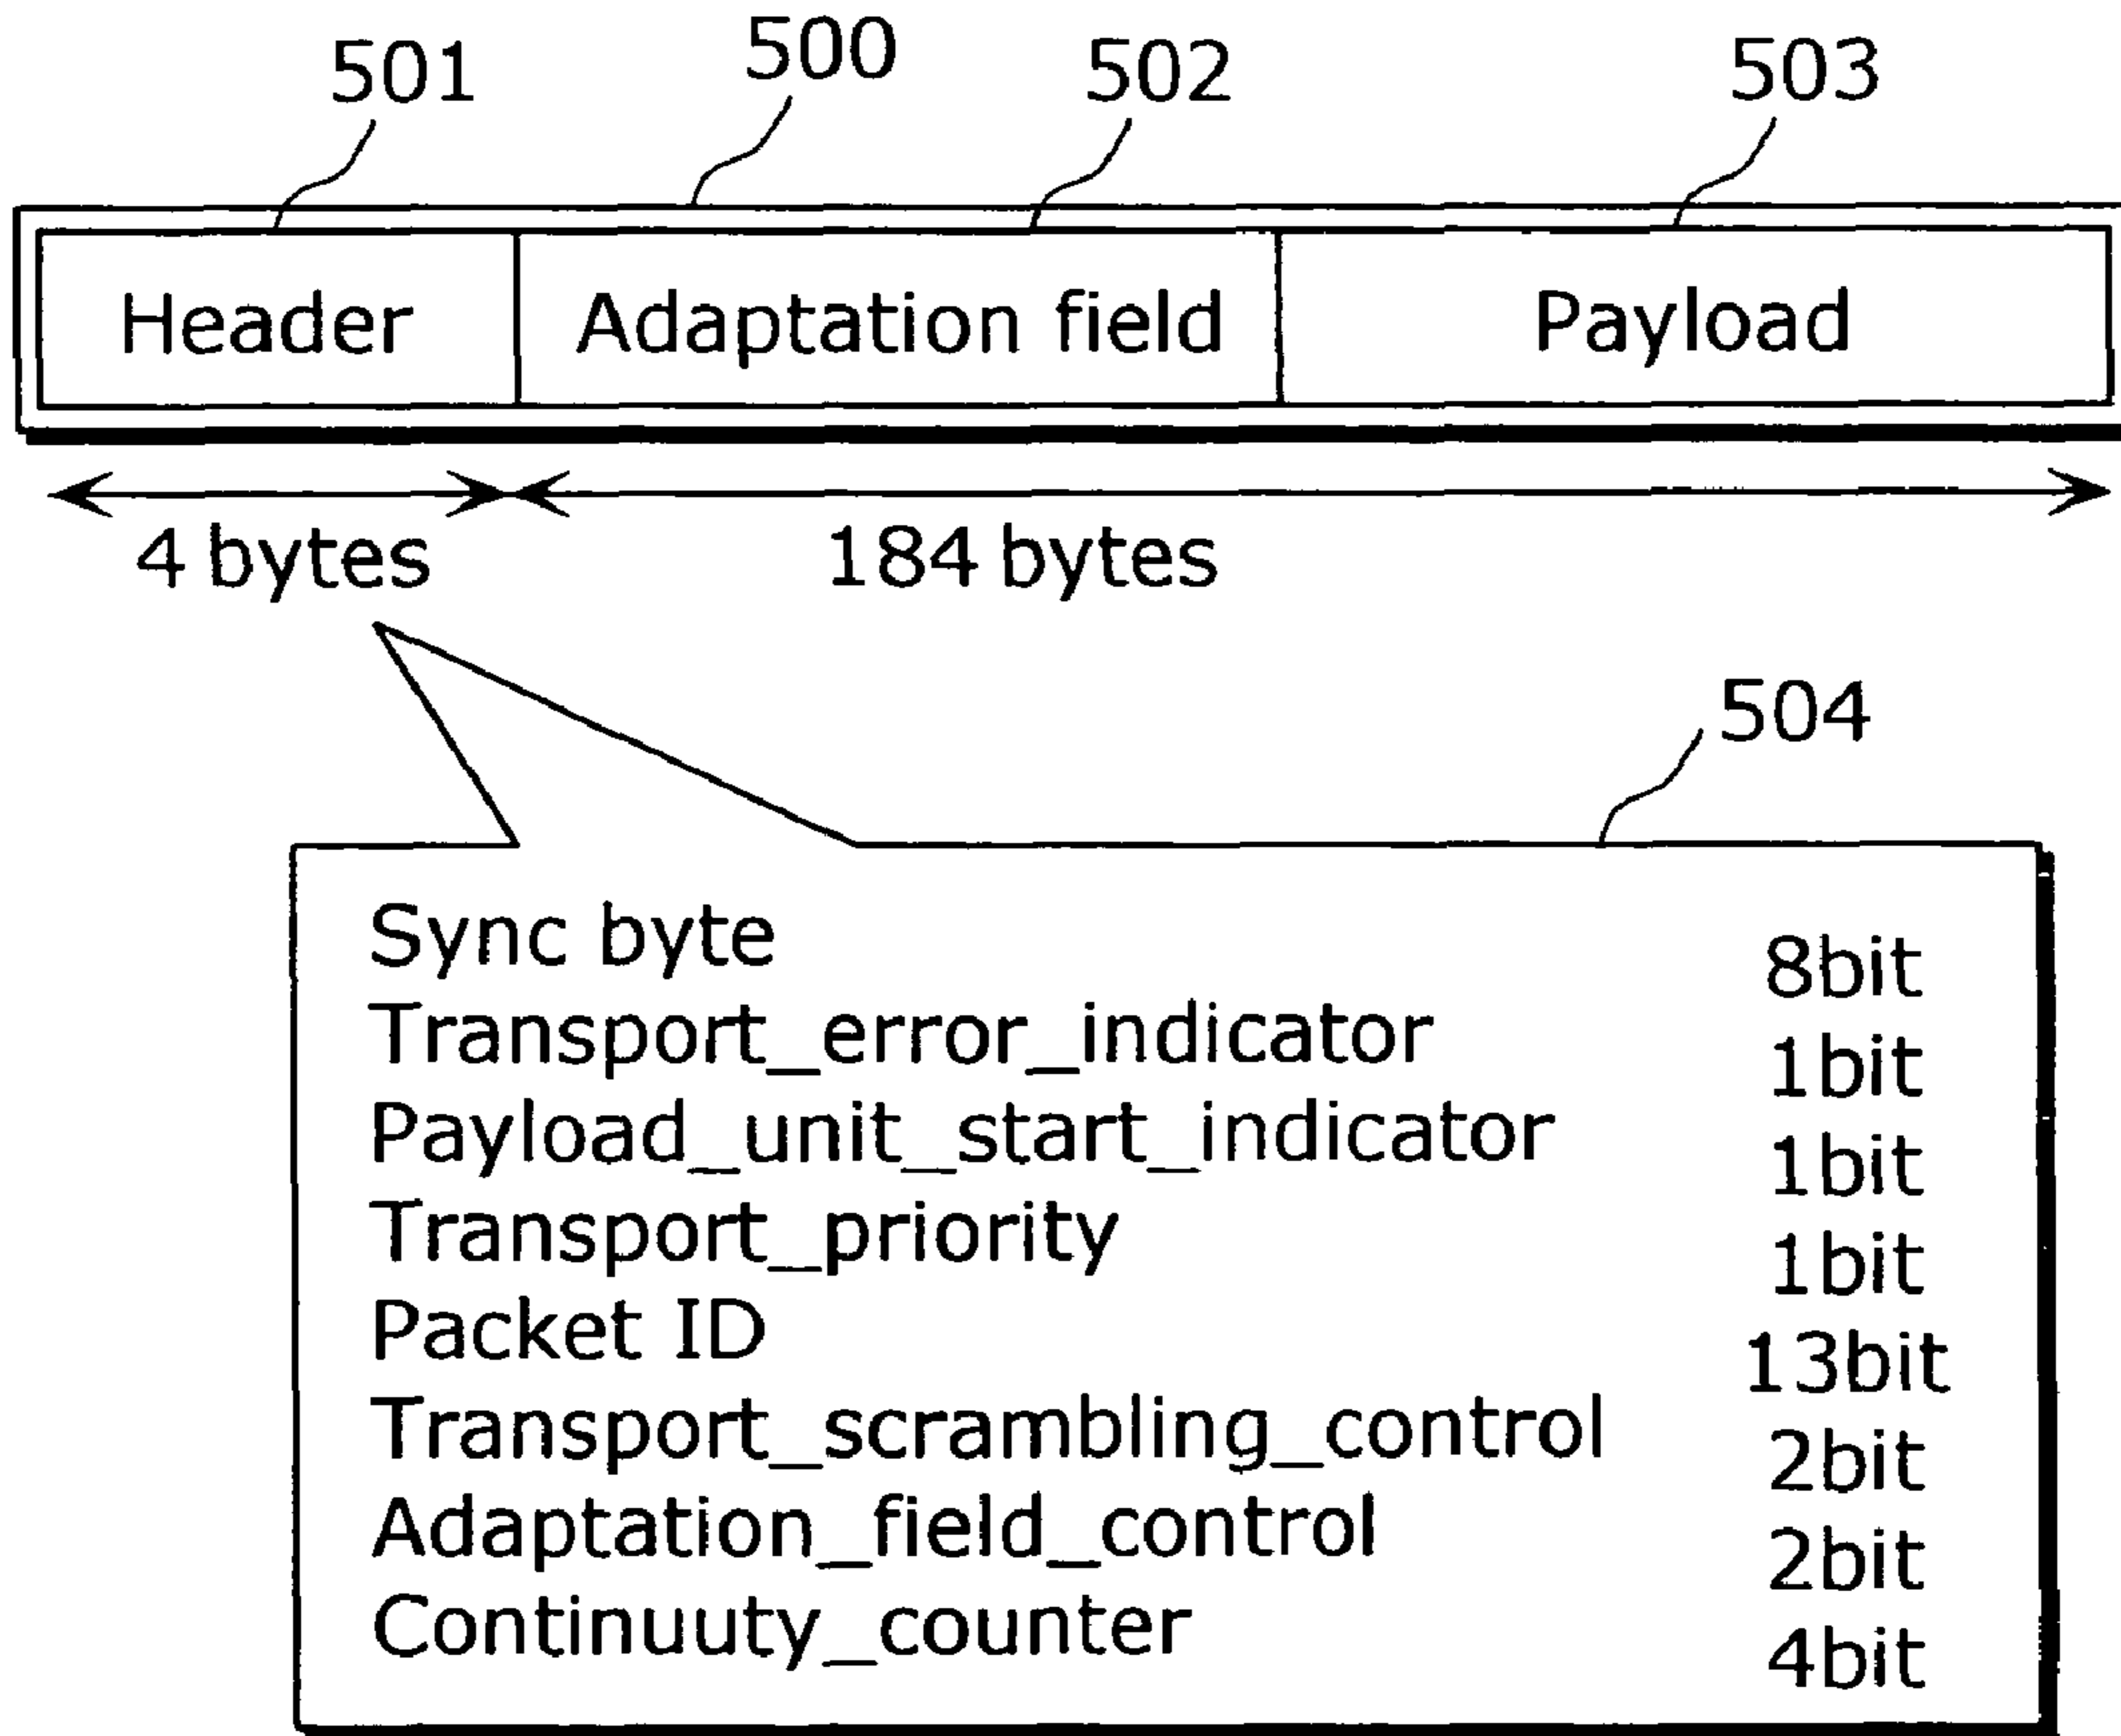 501 500 502 503
Header Adaptation field Payload
4 bytes 184 bytes
504
Sync byte 8bit
Transport_error_indicator 1bit
Payload_unit_start_indicator 1bit
Transport_priority 1bit
Packet ID 13bit
Transport_scrambling_control 2bit
Adaptation_field_control 2bit
Continuuty_counter 4bit